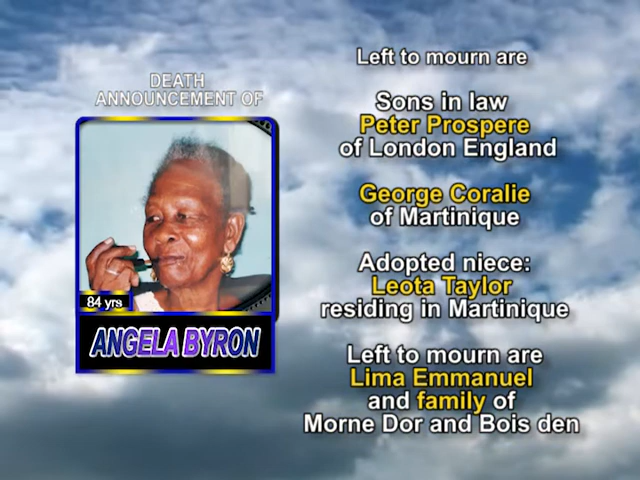 DEATH
ANNOUNCEMENT OF
84 yrs
ANGELA BYRON
Left to mourn are
Sons in law
Peter Prospere
of London England
George Coralie
of Martinique
Adopted niece:
Leota Taylor
residing in Martinique
Left to mourn are
Lima Emmanuel
and family of
Morne Dor and Bois den